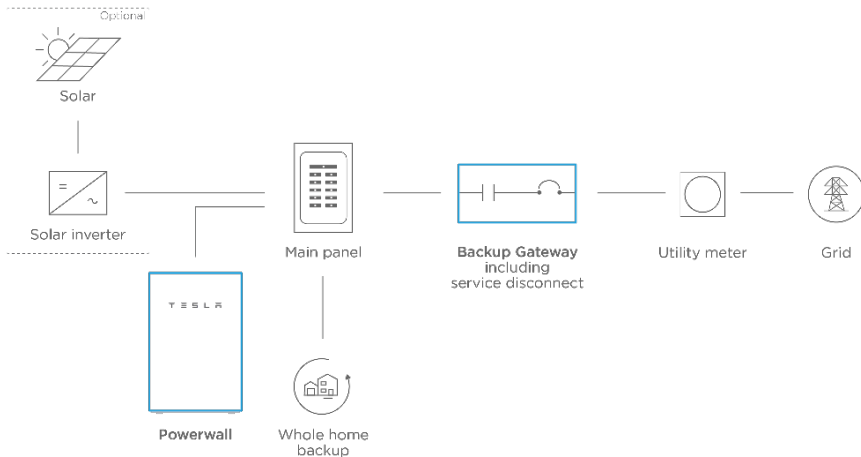 Optional
Solar
Solar inverter
Main panel
Backup Gateway
including
service disconnect
Utility meter
Grid
TESLA
Powerwall
Whole home
backup